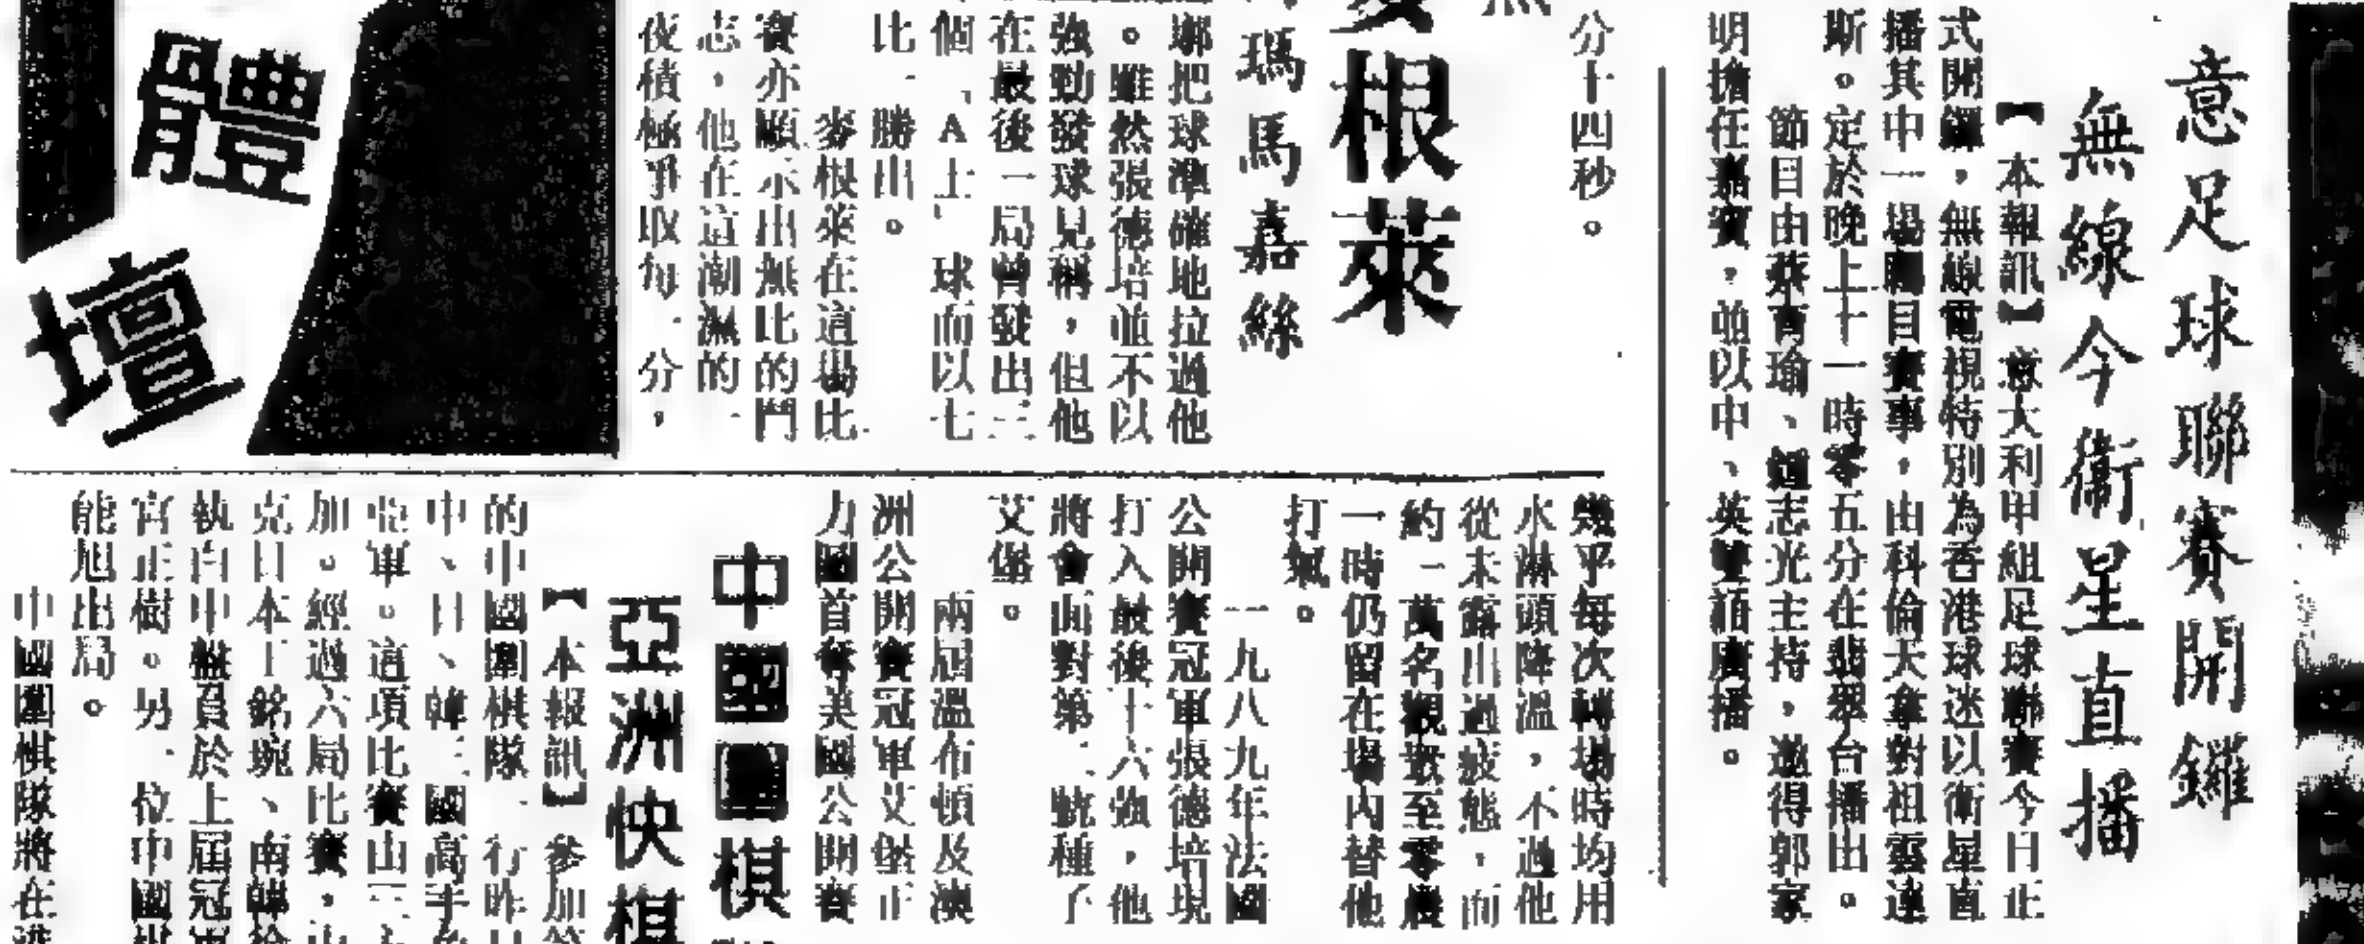 意足球聯賽開鑼
無線今衞星直播
【本報訊】意大利甲組足球聯賽今日正
式開鑼，無線電視特別為香港球迷以衛星直
播其中一場矚目賽事，由科倫天拿對祖雲達
斯。定於晚上十一時零五分在翡翠台播出。
節目由蔡育瑜、鍾志光主持，邀得郭家
明擔任嘉賓，並以中、英雙語廣播。
分十四秒。
麥根萊
瑪馬嘉絲
幾乎每次轉場時均用
水淋頭降溫，不過他
從未露出過疲態，而
約一萬名觀眾至零晨
一時仍留在場內替他
打氣。
一九八九年法國
公開賽冠軍張德培現
打入最後十六強，他
將會面對第二號種子
艾堡。
兩屆溫布頓及澳
洲公開賽冠軍艾堡正
力圖首奪美國公開賽
把球準確地拉過他
。雖然張德培並不以
強勁發球見稱，但他
在最後一局曾發出三
個「A士」球而以七
比一勝出。
麥根萊在這場比
賽亦顯示出無比的鬥
志，他在這潮濕的一
夜積極爭取每一分，
體壇
中國圍棋
亞洲快棋
【本報訊】參加
的中國圍棋隊一行昨日
中、日、韓三國高手
亞軍。這項比賽由三
加。經過六局比賽，
克日本工銘琬、南韓
執白中盤負於上屆冠軍
宮正樹。另一位中國
能旭出局。
中國圍棋隊將在港